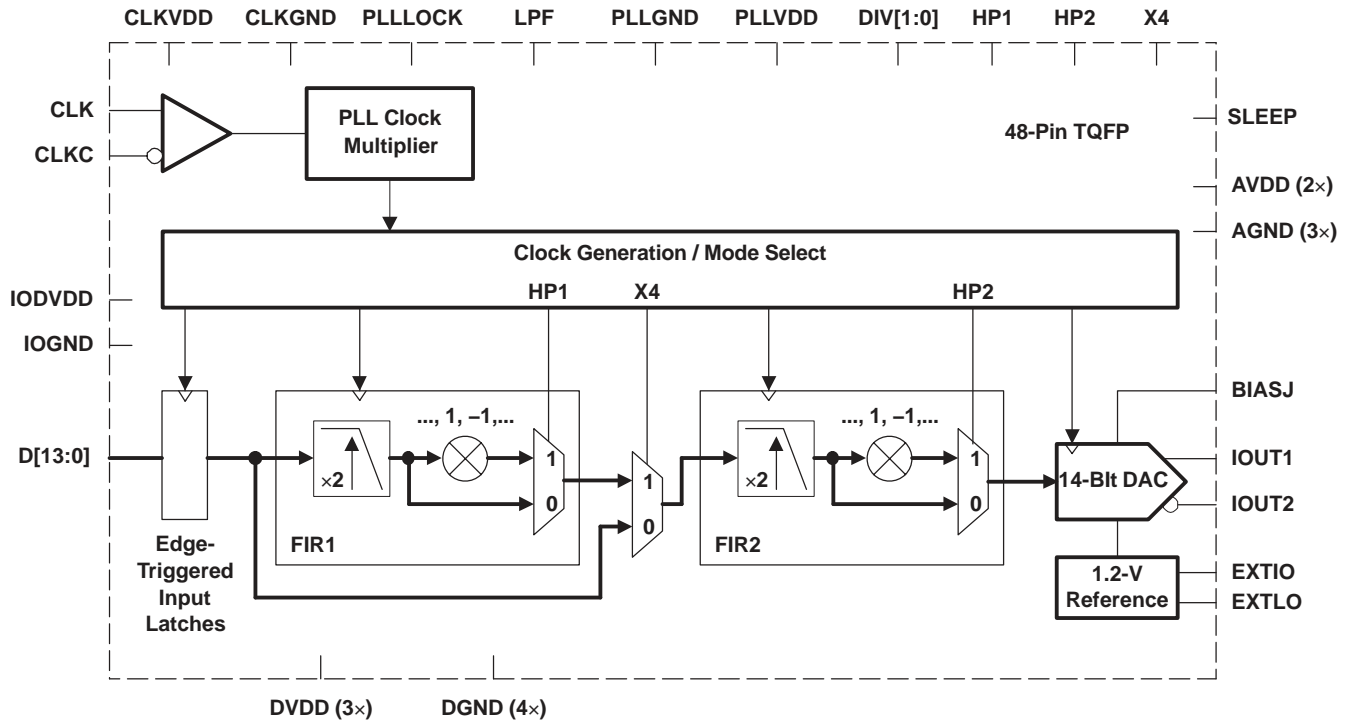 CLKVDD CLKGND PLLLOCK LPF PLLGND PLLVDD DIV[1:0] HP1 HP2 X4
CLK
CLKC
PLL Clock
Multiplier
48-Pin TQFP
SLEEP
AVDD (2×)
AGND (3×)
Clock Generation / Mode Select
HP1 X4 HP2
IODVDD
IOGND
BIASJ
..., 1, –1,...
..., 1, –1,...
D[13:0]
×2
1
0
1
0
×2
1
0
14-BIt DAC
IOUT1
IOUT2
FIR1
FIR2
Edge-
Triggered
Input
Latches
1.2-V
Reference
EXTIO
EXTLO
DVDD (3×) DGND (4×)